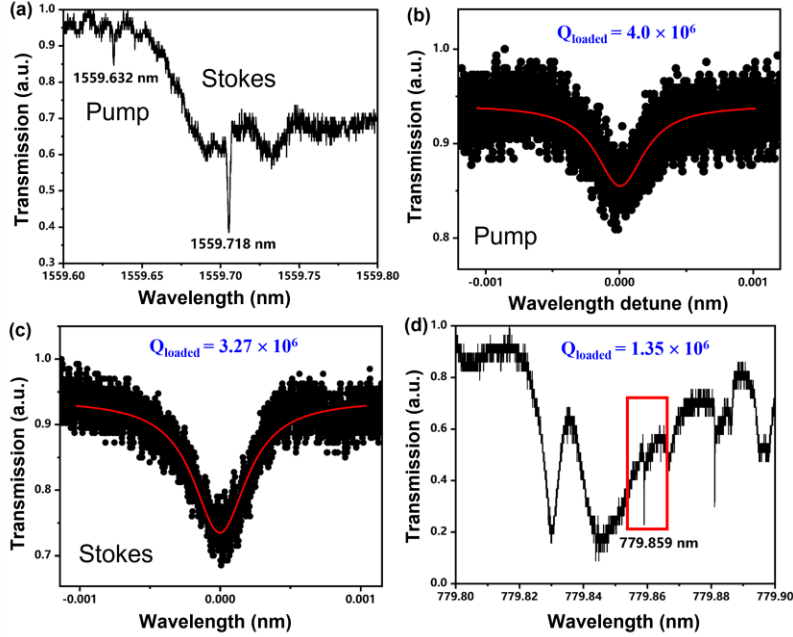 (a)
Transmission (a.u.)
1.0
0.9
0.8
0.7
0.6
0.5
0.4
0.3
1559.632 nm
Pump
Stokes
1559.718 nm
1559.60 1559.65 1559.70 1559.75 1559.80
Wavelength (nm)
(b)
Transmission (a.u.)
1.0
0.9
0.8
Qloaded = 4.0 × 10⁶
Pump
-0.001 0.000 0.001
Wavelength detune (nm)
(c)
Transmission (a.u.)
1.0
0.9
0.8
0.7
Qloaded = 3.27 × 10⁶
Stokes
-0.001 0.000 0.001
Wavelength (nm)
(d)
Transmission (a.u.)
1.0
0.8
0.6
0.4
0.2
0.0
Qloaded = 1.35 × 10⁶
779.859 nm
779.80 779.82 779.84 779.86 779.88 779.90
Wavelength (nm)